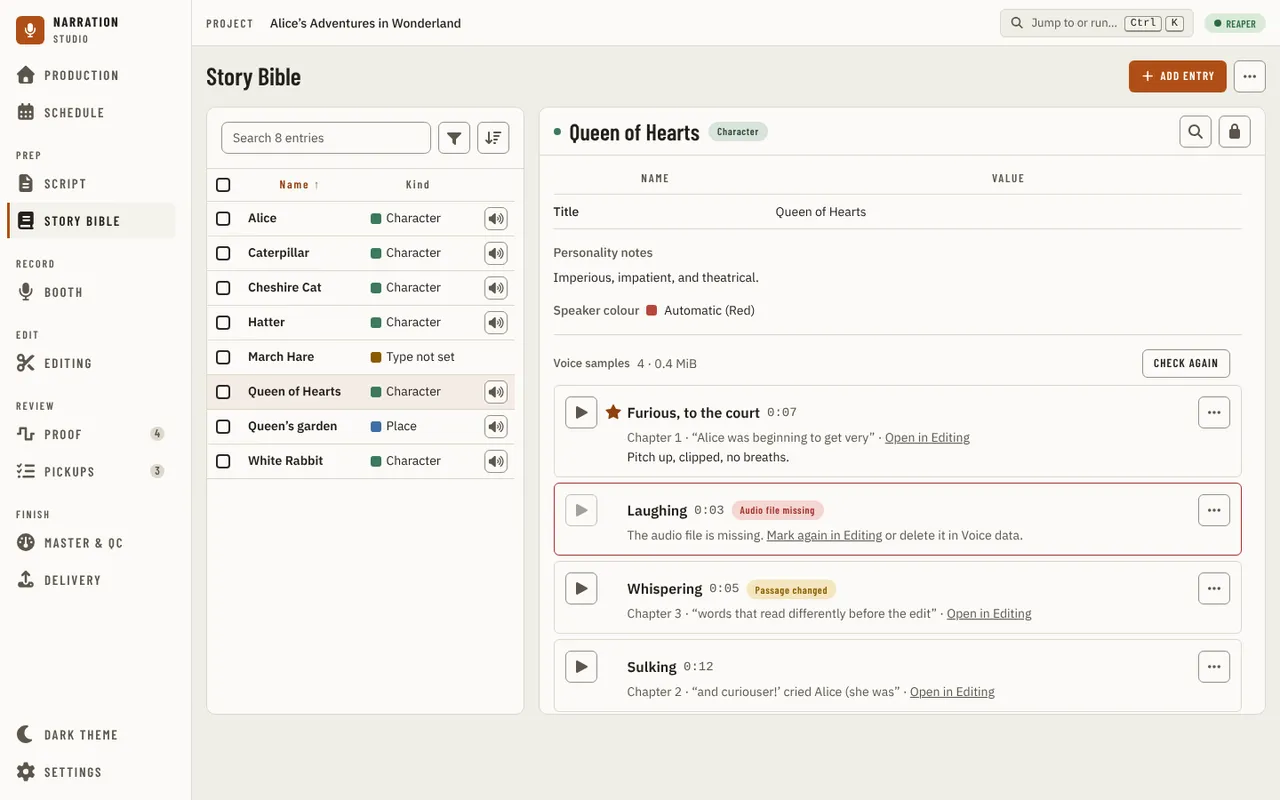 NARRATION
STUDIO
PRODUCTION
SCHEDULE
PREP
SCRIPT
STORY BIBLE
RECORD
BOOTH
EDIT
EDITING
REVIEW
PROOF 4
PICKUPS 3
FINISH
MASTER & QC
DELIVERY
DARK THEME
SETTINGS
PROJECT Alice’s Adventures in Wonderland
Jump to or run... Ctrl K
REAPER
Story Bible
ADD ENTRY
Search 8 entries
Name ↑ Kind
Alice Character
Caterpillar Character
Cheshire Cat Character
Hatter Character
March Hare Type not set
Queen of Hearts Character
Queen’s garden Place
White Rabbit Character
Queen of Hearts Character
NAME VALUE
Title Queen of Hearts
Personality notes
Imperious, impatient, and theatrical.
Speaker colour Automatic (Red)
Voice samples 4 · 0.4 MiB CHECK AGAIN
Furious, to the court 0:07
Chapter 1 · “Alice was beginning to get very” · Open in Editing
Pitch up, clipped, no breaths.
Laughing 0:03 Audio file missing
The audio file is missing. Mark again in Editing or delete it in Voice data.
Whispering 0:05 Passage changed
Chapter 3 · “words that read differently before the edit” · Open in Editing
Sulking 0:12
Chapter 2 · “and curiouser!’ cried Alice (she was” · Open in Editing